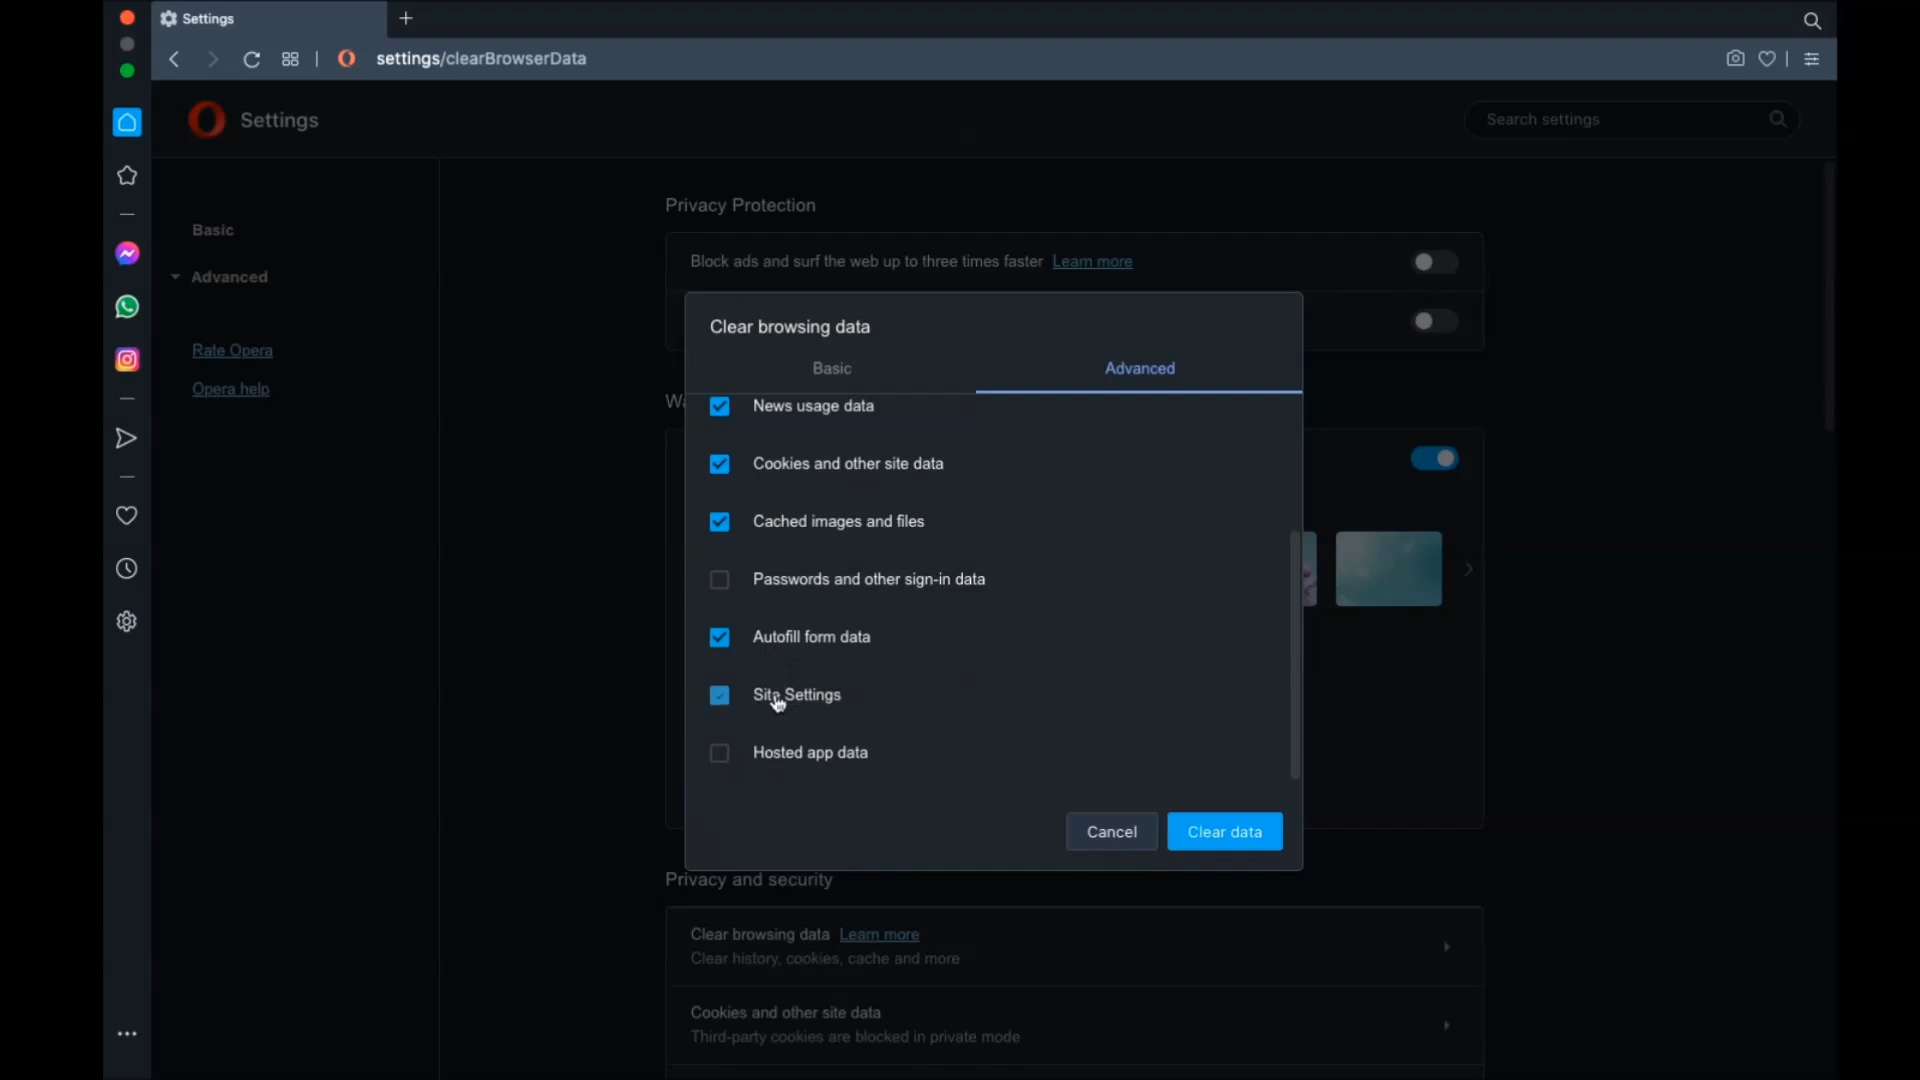 Settings
settings/clearBrowserData
Settings
Search settings
Basic
Advanced
Rate Opera
Opera help
Privacy Protection
Block ads and surf the web up to three times faster Learn more
Clear browsing data
Basic
Advanced
News usage data
Cookies and other site data
Cached images and files
Passwords and other sign-in data
Autofill form data
Site Settings
Hosted app data
Cancel
Clear data
Privacy and security
Clear browsing data Learn more
Clear history, cookies, cache and more
Cookies and other site data
Third-party cookies are blocked in private mode